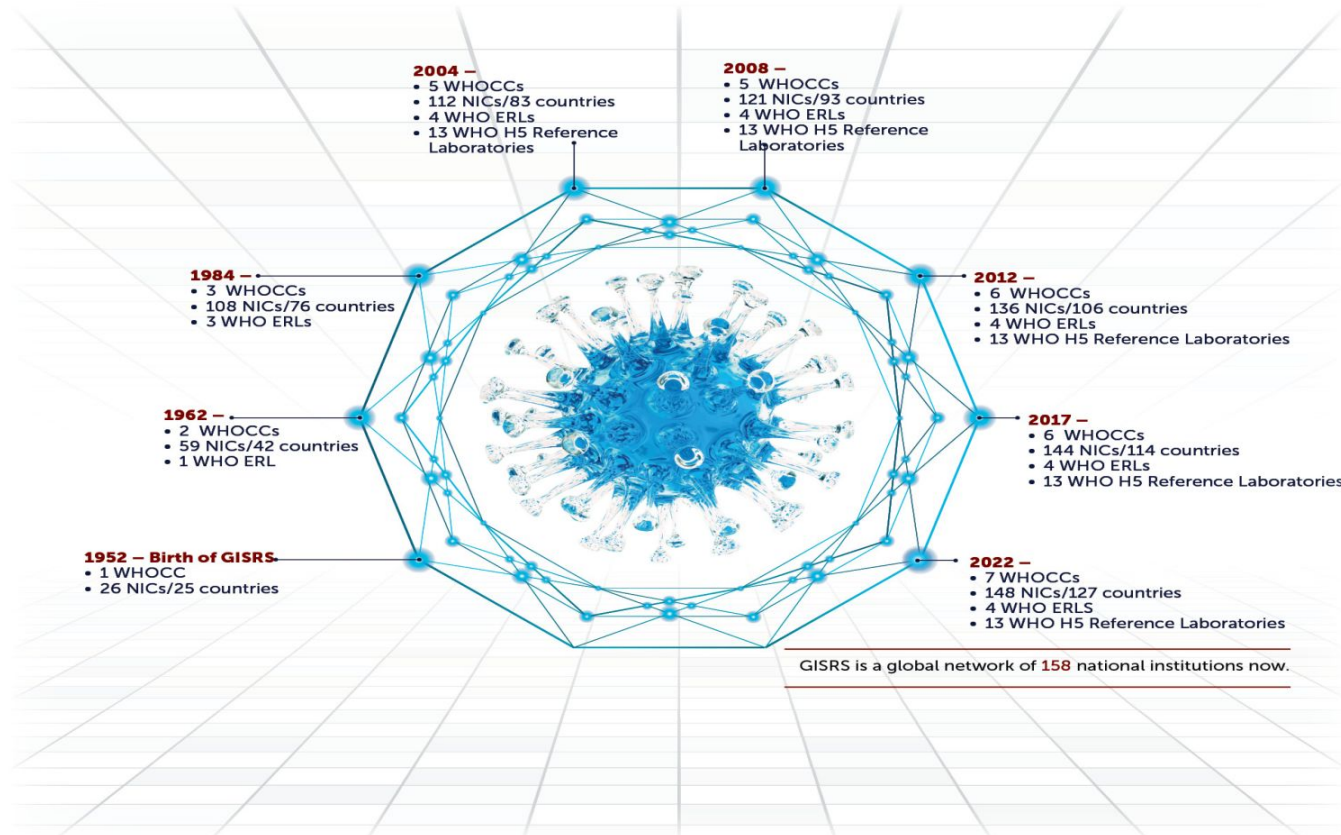 2004 –
• 5 WHOCCs
• 112 NICs/83 countries
• 4 WHO ERLs
• 13 WHO H5 Reference
Laboratories
2008 –
• 5 WHOCCs
• 121 NICs/93 countries
• 4 WHO ERLs
• 13 WHO H5 Reference
Laboratories
1984 –
• 3 WHOCCs
• 108 NICs/76 countries
• 3 WHO ERLs
2012 –
• 6 WHOCCs
• 136 NICs/106 countries
• 4 WHO ERLs
• 13 WHO H5 Reference Laboratories
1962 –
• 2 WHOCCs
• 59 NICs/42 countries
• 1 WHO ERL
2017 –
• 6 WHOCCs
• 144 NICs/114 countries
• 4 WHO ERLs
• 13 WHO H5 Reference Laboratories
1952 – Birth of GISRS
• 1 WHOCC
• 26 NICs/25 countries
2022 –
• 7 WHOCCs
• 148 NICs/127 countries
• 4 WHO ERLS
• 13 WHO H5 Reference Laboratories
GISRS is a global network of 158 national institutions now.